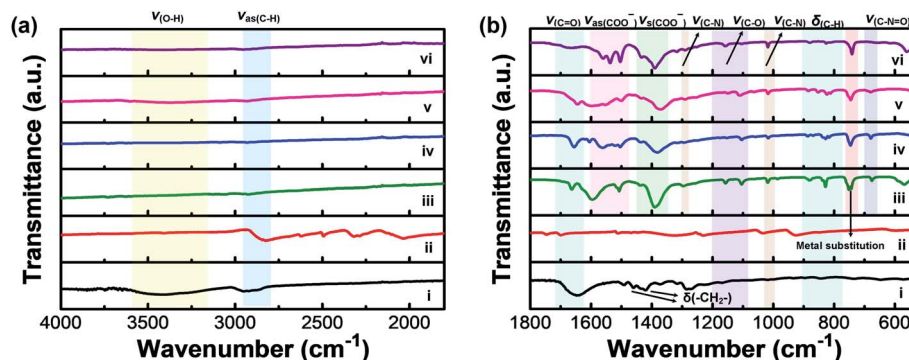 (a)
ν(O-H)
νas(C-H)
vi
v
iv
iii
ii
i
Transmittance (a.u.)
4000 3500 3000 2500 2000
Wavenumber (cm⁻¹)
(b)
ν(C=O) νas(COO⁻) νs(COO⁻) ν(C-N) ν(C-O) ν(C-N) δ(C-H) ν(C-N=O)
vi
v
iv
iii
Metal substitution
ii
δ(-CH₂-)
i
Transmittance (a.u.)
1800 1600 1400 1200 1000 800 600
Wavenumber (cm⁻¹)